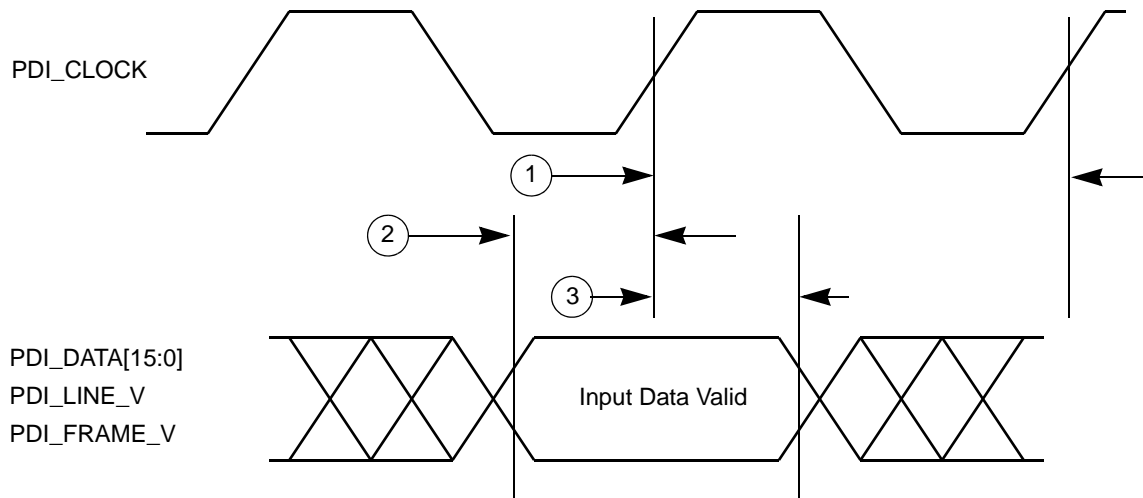 PDI_CLOCK
1
2
3
PDI_DATA[15:0]
PDI_LINE_V
Input Data Valid
PDI_FRAME_V